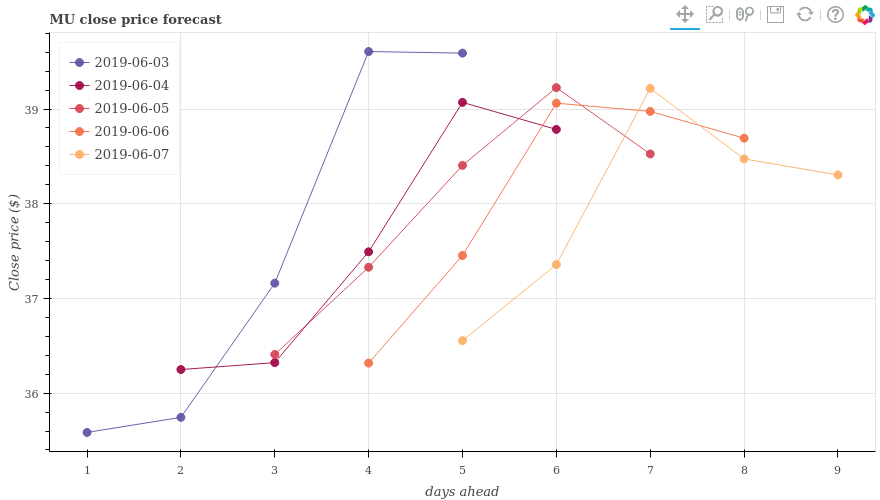 MU close price forecast
2019-06-03
2019-06-04
2019-06-05
2019-06-06
2019-06-07
39
38
37
36
Close price ($)
1 2 3 4 5 6 7 8 9
days ahead